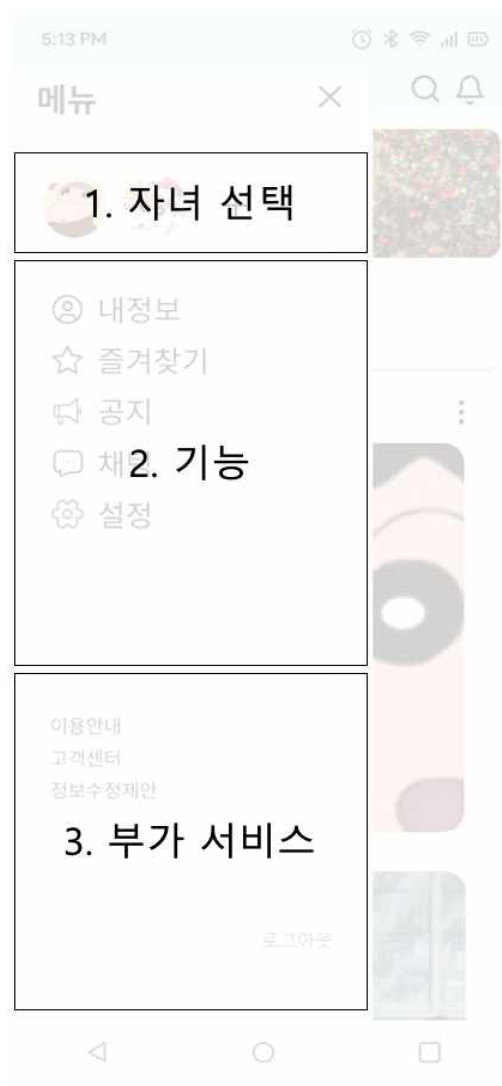 5:13 PM
메뉴
1. 자녀 선택
내정보
즐겨찾기
공지
2. 기능
설정
이용안내
고객센터
정보수정제안
3. 부가 서비스
로그아웃